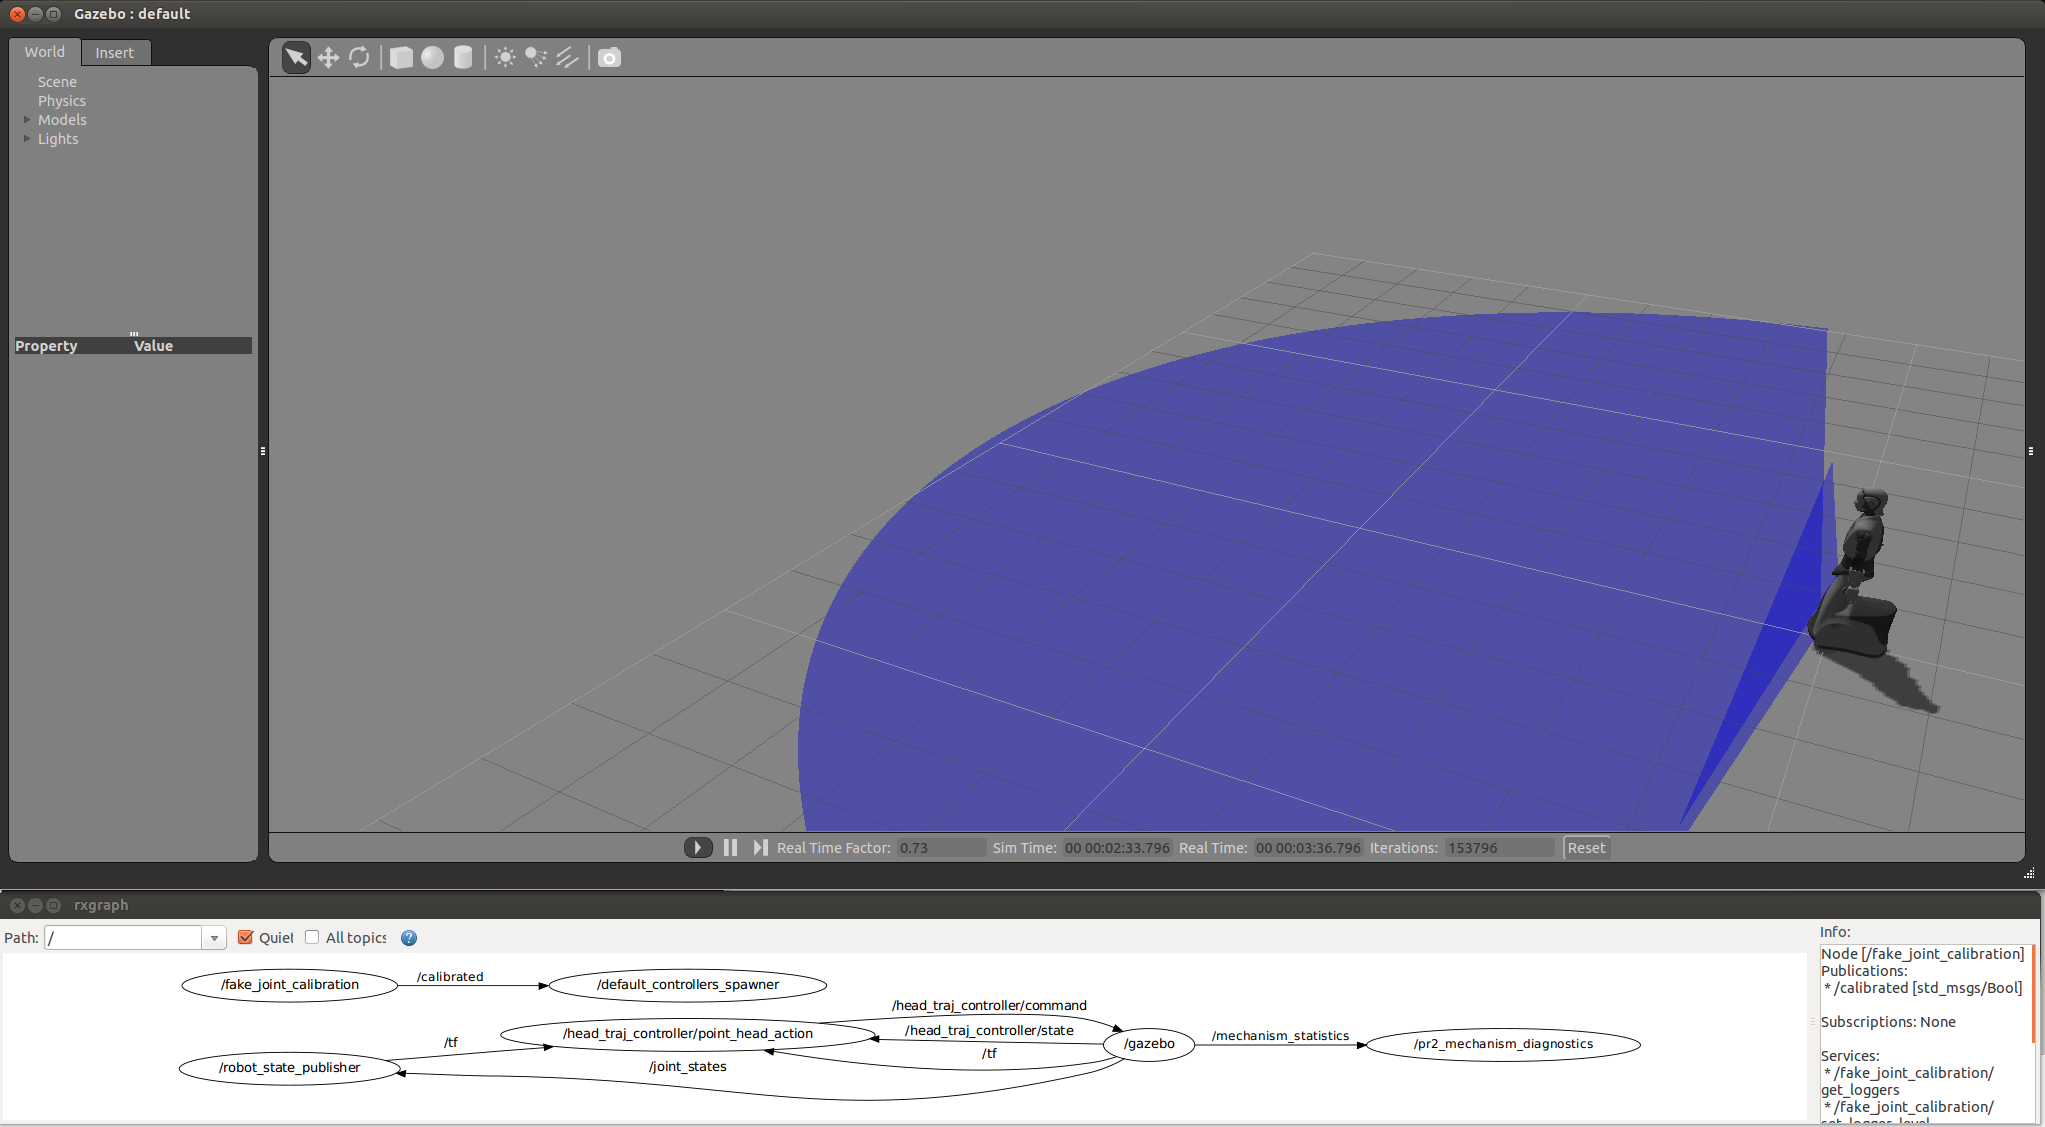 Gazebo : default
World
Insert
Scene
Physics
Models
Lights
Property Value
Real Time Factor: 0.73 Sim Time: 00 00:02:33.796 Real Time: 00 00:03:36.796 Iterations: 153796 Reset
rxgraph
Path: / Quiet All topics ?
/fake_joint_calibration
/calibrated
/default_controllers_spawner
/head_traj_controller/command
/head_traj_controller/point_head_action
/head_traj_controller/state
/tf
/tf
/robot_state_publisher
/joint_states
/gazebo
/mechanism_statistics
/pr2_mechanism_diagnostics
Info:
Node [/fake_joint_calibration]
Publications:
* /calibrated [std_msgs/Bool]
Subscriptions: None
Services:
* /fake_joint_calibration/
get_loggers
* /fake_joint_calibration/
set_logger_level